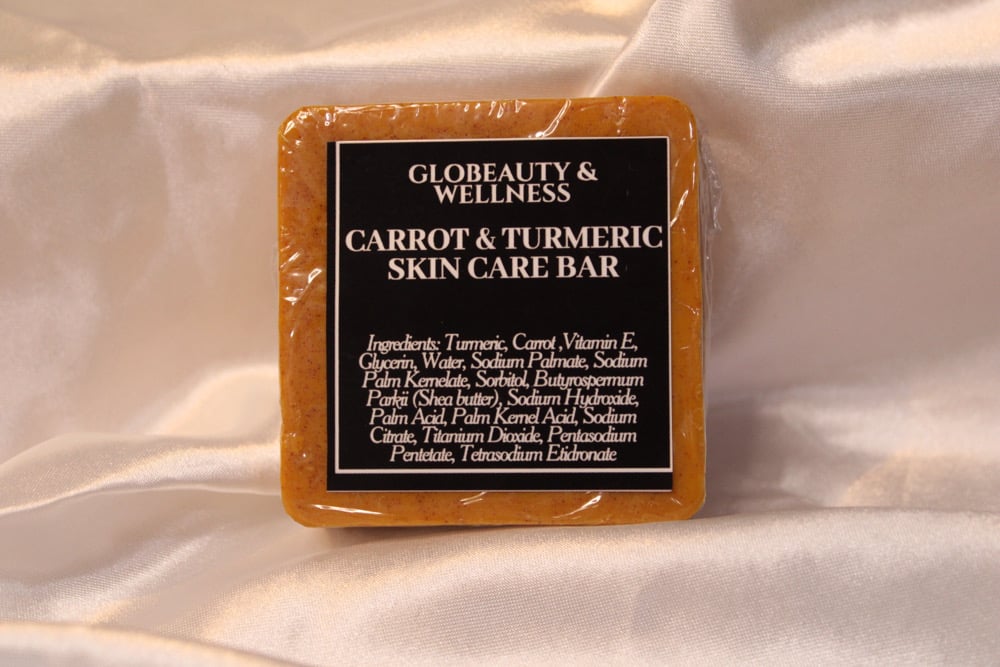 GLOBEAUTY &
WELLNESS
CARROT & TURMERIC
SKIN CARE BAR
Ingredients: Turmeric, Carrot ,Vitamin E,
Glycerin, Water, Sodium Palmate, Sodium
Palm Kernelate, Sorbitol, Butyrospermum
Parkii (Shea butter), Sodium Hydroxide,
Palm Acid, Palm Kernel Acid, Sodium
Citrate, Titanium Dioxide, Pentasodium
Pentetate, Tetrasodium Etidronate